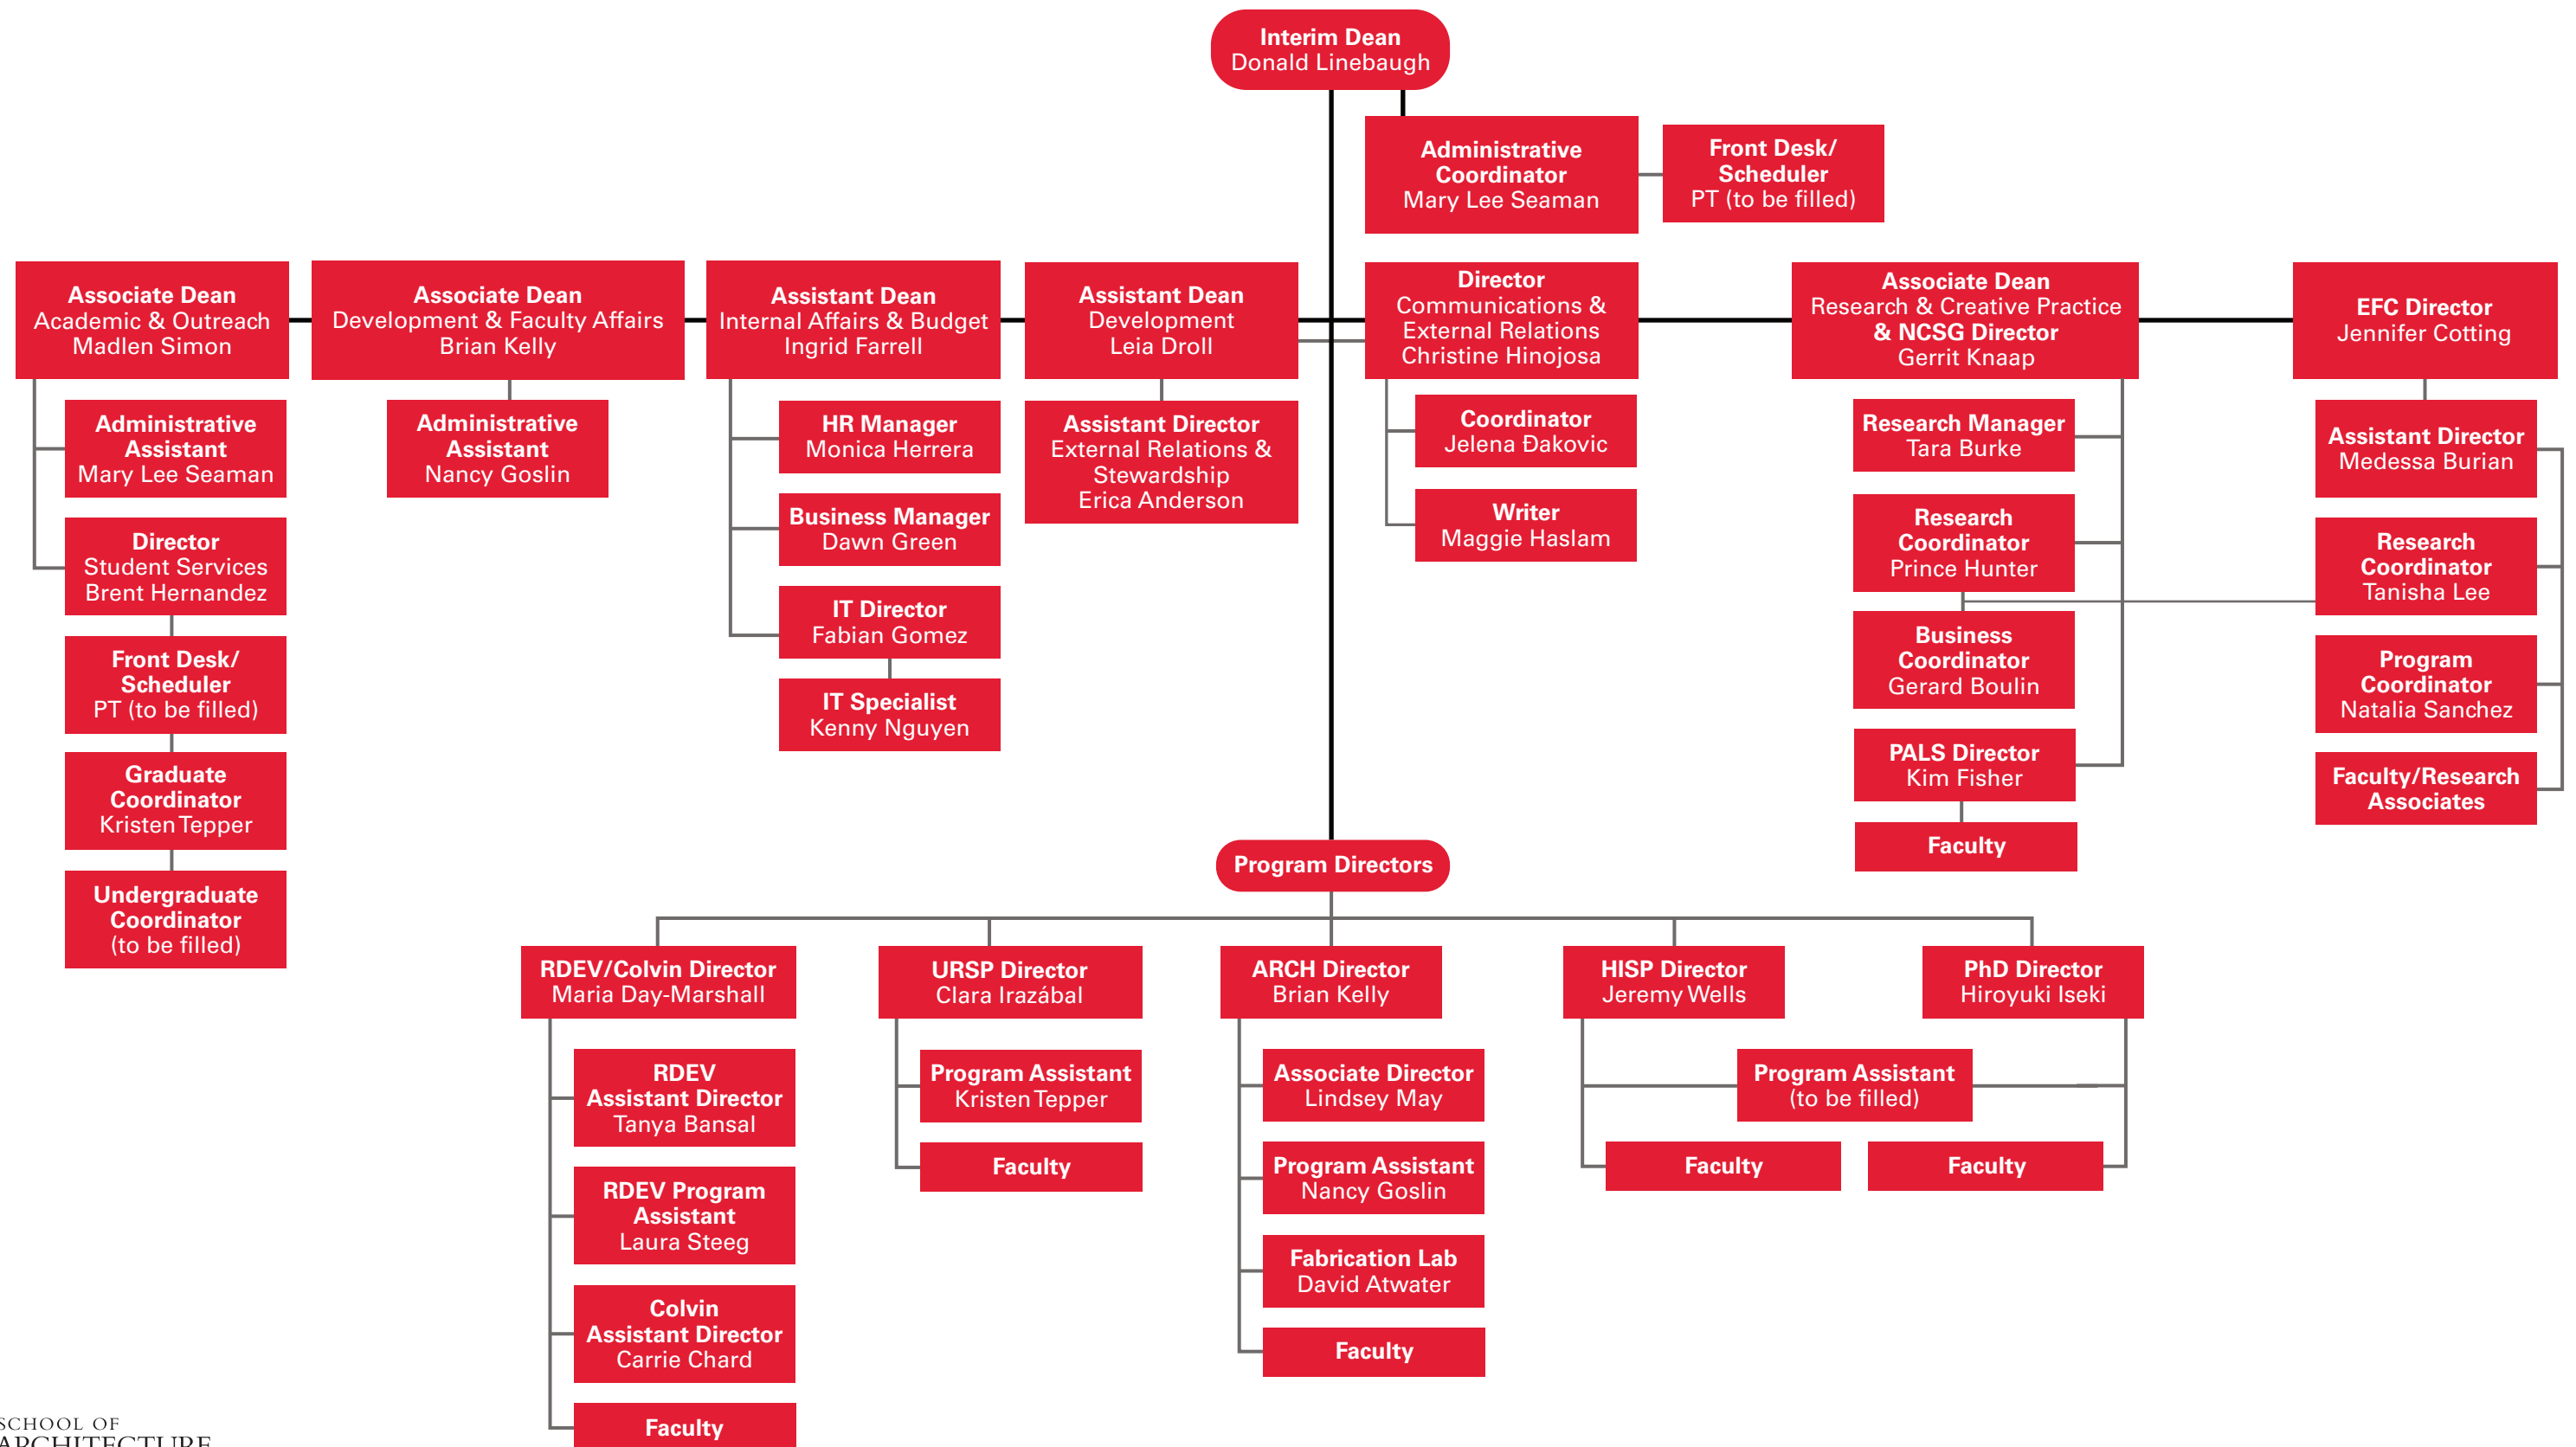 Interim Dean
Donald Linebaugh
Administrative
Coordinator
Mary Lee Seaman
Front Desk/
Scheduler
PT (to be filled)
Associate Dean
Academic & Outreach
Madlen Simon
Associate Dean
Development & Faculty Affairs
Brian Kelly
Assistant Dean
Internal Affairs & Budget
Ingrid Farrell
Assistant Dean
Development
Leia Droll
Director
Communications &
External Relations
Christine Hinojosa
Associate Dean
Research & Creative Practice
& NCSG Director
Gerrit Knaap
EFC Director
Jennifer Cotting
Administrative
Assistant
Mary Lee Seaman
Director
Student Services
Brent Hernandez
Front Desk/
Scheduler
PT (to be filled)
Graduate
Coordinator
Kristen Tepper
Undergraduate
Coordinator
(to be filled)
Administrative
Assistant
Nancy Goslin
HR Manager
Monica Herrera
Business Manager
Dawn Green
IT Director
Fabian Gomez
IT Specialist
Kenny Nguyen
Assistant Director
External Relations &
Stewardship
Erica Anderson
Coordinator
Jelena Đakovic
Writer
Maggie Haslam
Research Manager
Tara Burke
Research
Coordinator
Prince Hunter
Business
Coordinator
Gerard Boulin
PALS Director
Kim Fisher
Faculty
Assistant Director
Medessa Burian
Research
Coordinator
Tanisha Lee
Program
Coordinator
Natalia Sanchez
Faculty/Research
Associates
Program Directors
RDEV/Colvin Director
Maria Day-Marshall
RDEV
Assistant Director
Tanya Bansal
RDEV Program
Assistant
Laura Steeg
Colvin
Assistant Director
Carrie Chard
Faculty
URSP Director
Clara Irazábal
Program Assistant
Kristen Tepper
Faculty
ARCH Director
Brian Kelly
Associate Director
Lindsey May
Program Assistant
Nancy Goslin
Fabrication Lab
David Atwater
Faculty
HISP Director
Jeremy Wells
PhD Director
Hiroyuki Iseki
Program Assistant
(to be filled)
Faculty
Faculty
SCHOOL OF
ARCHITECTURE